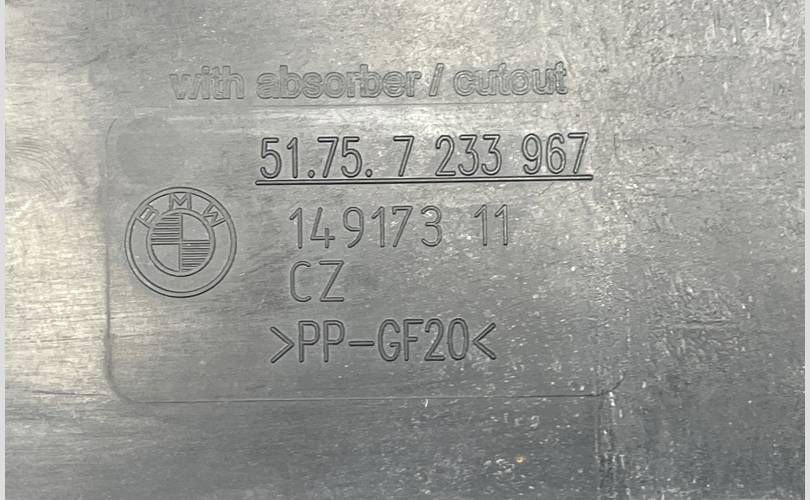 with absorber / cutout
51.75. 7 233 967
BMW
149173 11
CZ
>PP-GF20<